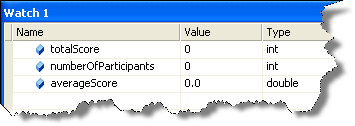 Watch 1
Name Value Type
totalScore 0 int
numberOfParticipants 0 int
averageScore 0.0 double